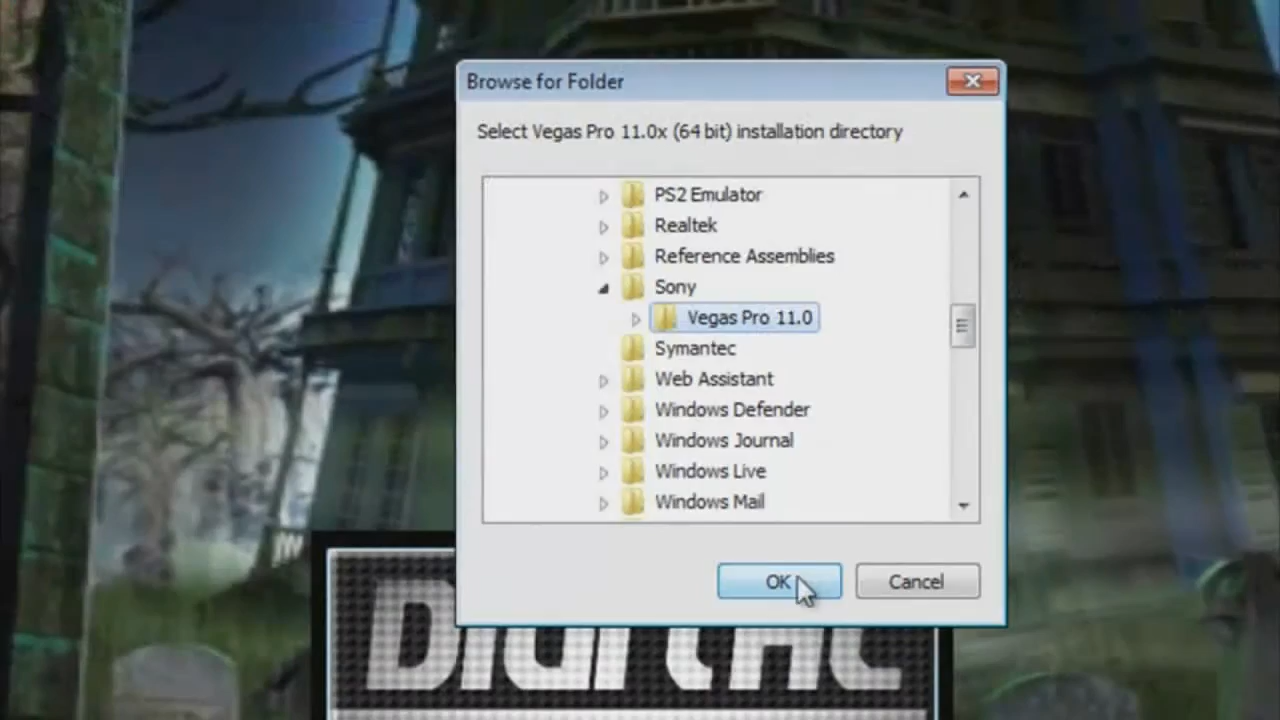 Browse for Folder
Select Vegas Pro 11.0x (64 bit) installation directory
PS2 Emulator
Realtek
Reference Assemblies
Sony
Vegas Pro 11.0
Symantec
Web Assistant
Windows Defender
Windows Journal
Windows Live
Windows Mail
OK
Cancel
DIGITAL